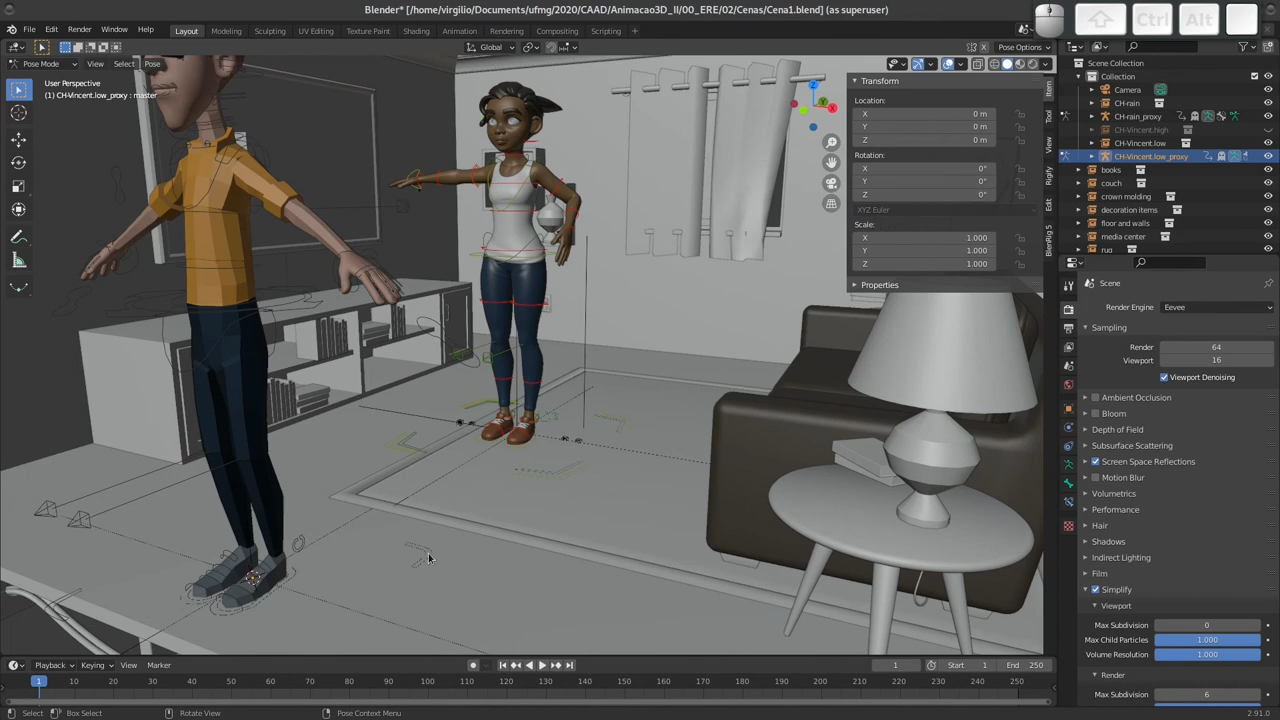 Blender* [/home/virgilio/Documents/ufmg/2020/CAAD/Animacao3D_II/00_ERE/02/Cenas/Cena1.blend] (as superuser)
Ctrl
Alt
File Edit Render Window Help
Layout Modeling Sculpting UV Editing Texture Paint Shading Animation Rendering Compositing Scripting +
Global
X
Pose Options
Pose Mode View Select Pose
User Perspective
(1) CH-Vincent.low_proxy : master
Transform
Location:
X 0 m
Y 0 m
Z 0 m
Rotation:
X 0°
Y 0°
Z 0°
XYZ Euler
Scale:
X 1.000
Y 1.000
Z 1.000
Properties
Item
Tool
View
Rigify
Edit
BlenRig 5
Z
Y
X
Scene Collection
Collection
Camera
CH-rain
CH-rain_proxy
CH-Vincent.high
CH-Vincent.low
CH-Vincent.low_proxy
books
couch
crown molding
decoration items
floor and walls
media center
rug
Scene
Render Engine Eevee
Sampling
Render 64
Viewport 16
Viewport Denoising
Ambient Occlusion
Bloom
Depth of Field
Subsurface Scattering
Screen Space Reflections
Motion Blur
Volumetrics
Performance
Hair
Shadows
Indirect Lighting
Film
Simplify
Viewport
Max Subdivision 0
Max Child Particles 1.000
Volume Resolution 1.000
Render
Max Subdivision 6
Playback Keying View Marker
1 Start 1 End 250
1 10 20 30 40 50 60 70 80 90 100 110 120 130 140 150 160 170 180 190 200 210 220 230 240 250
Select Box Select Rotate View Pose Context Menu 2.91.0